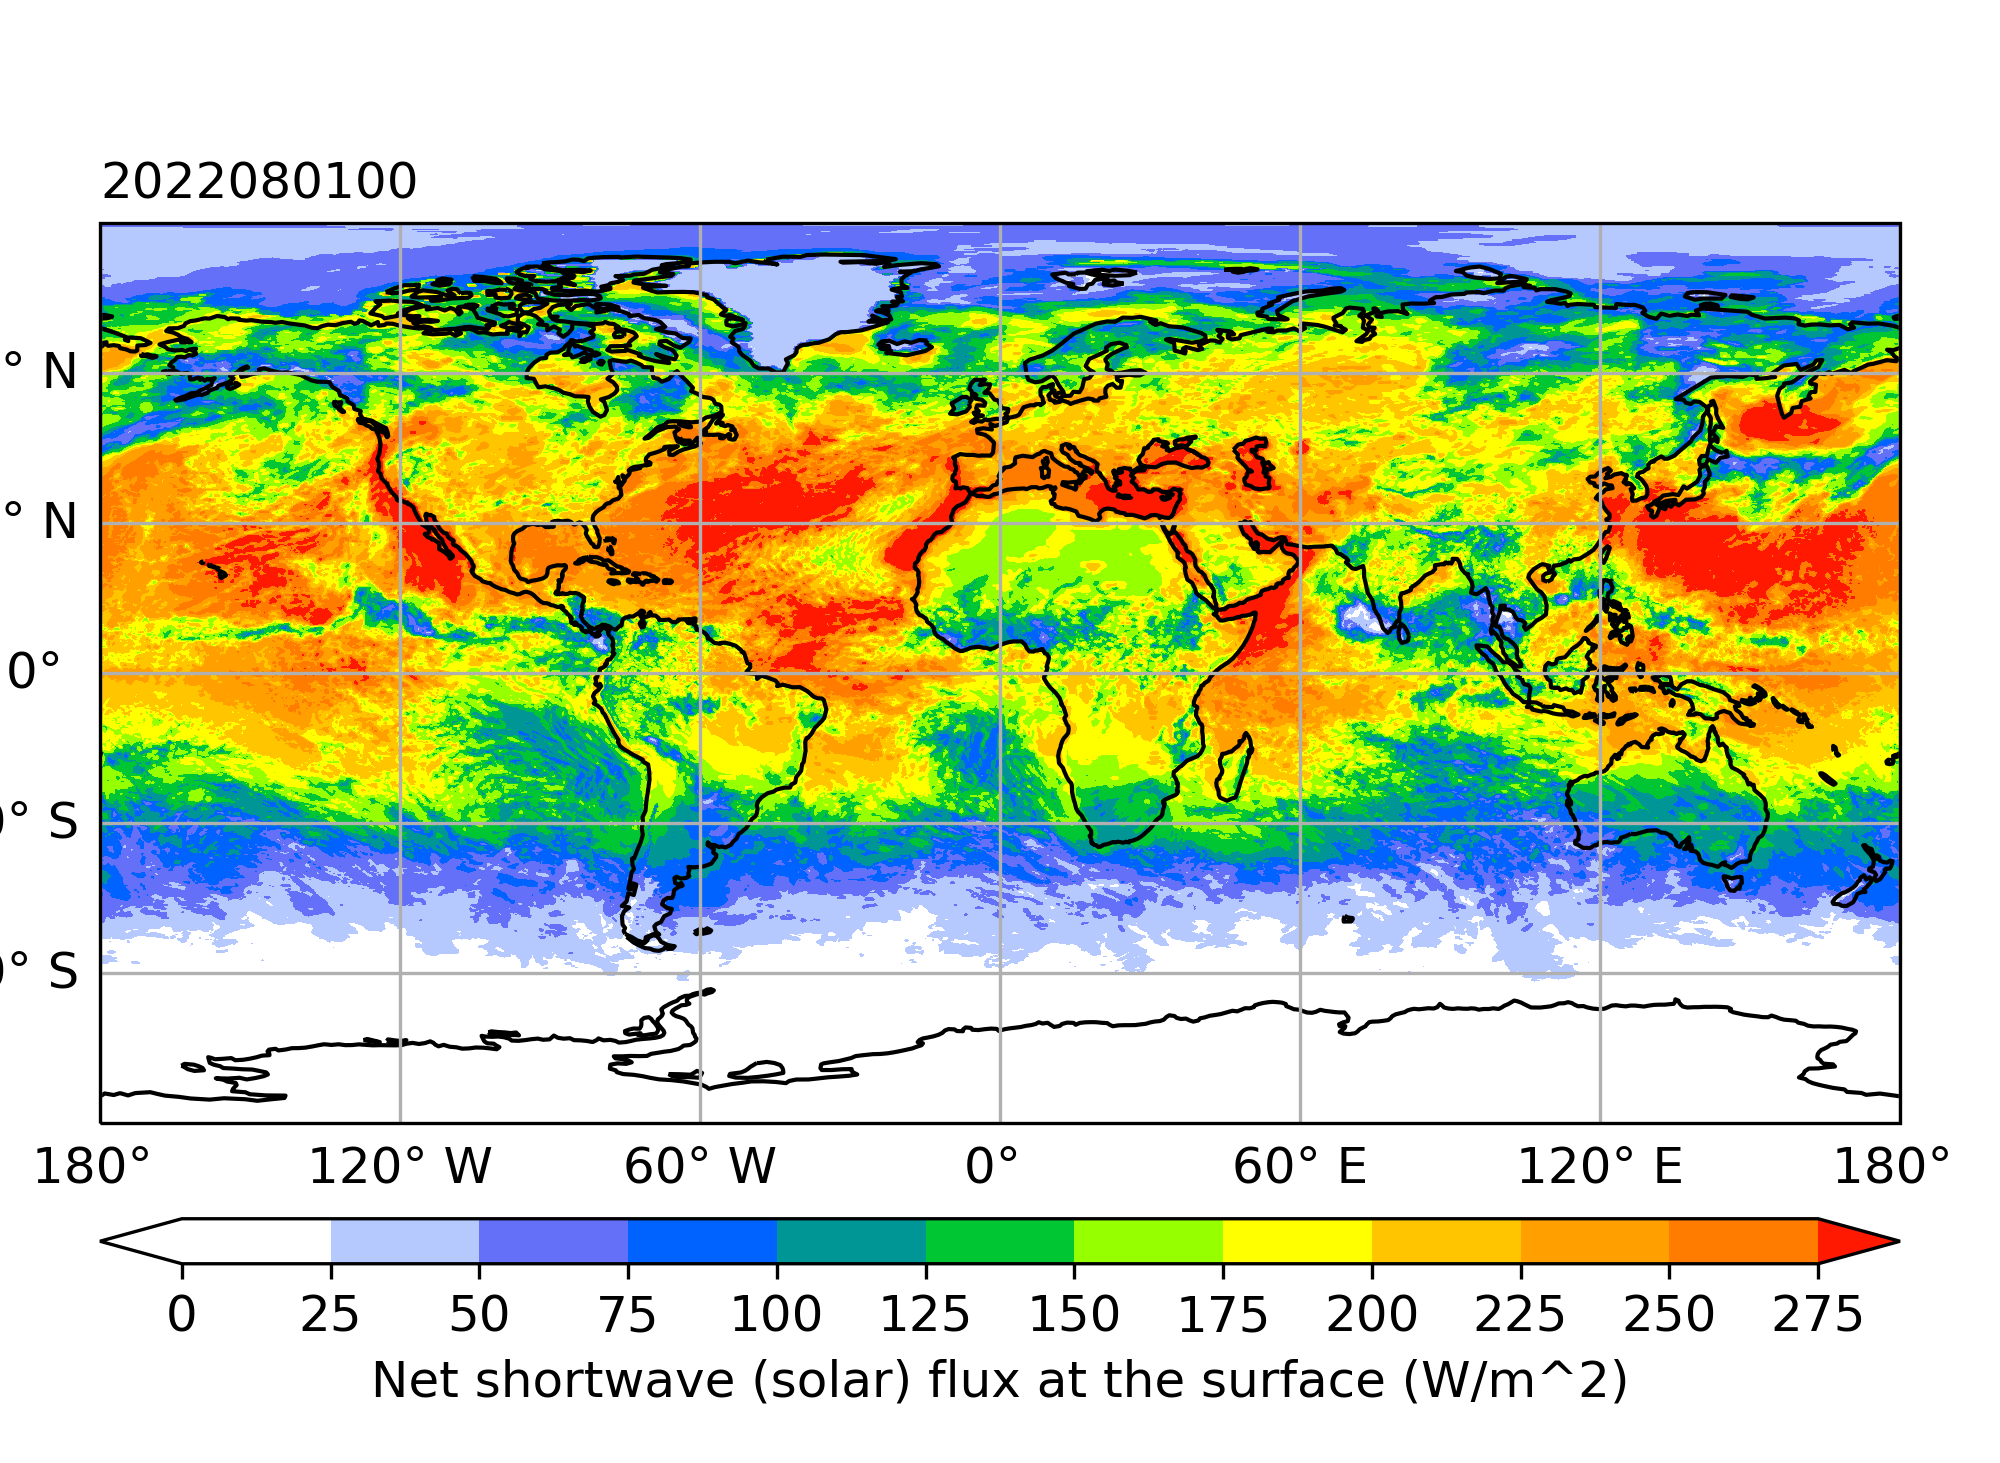 2022080100
° N
° N
0°
° S
° S
180° 120° W 60° W 0° 60° E 120° E 180°
0 25 50 75 100 125 150 175 200 225 250 275
Net shortwave (solar) flux at the surface (W/m^2)